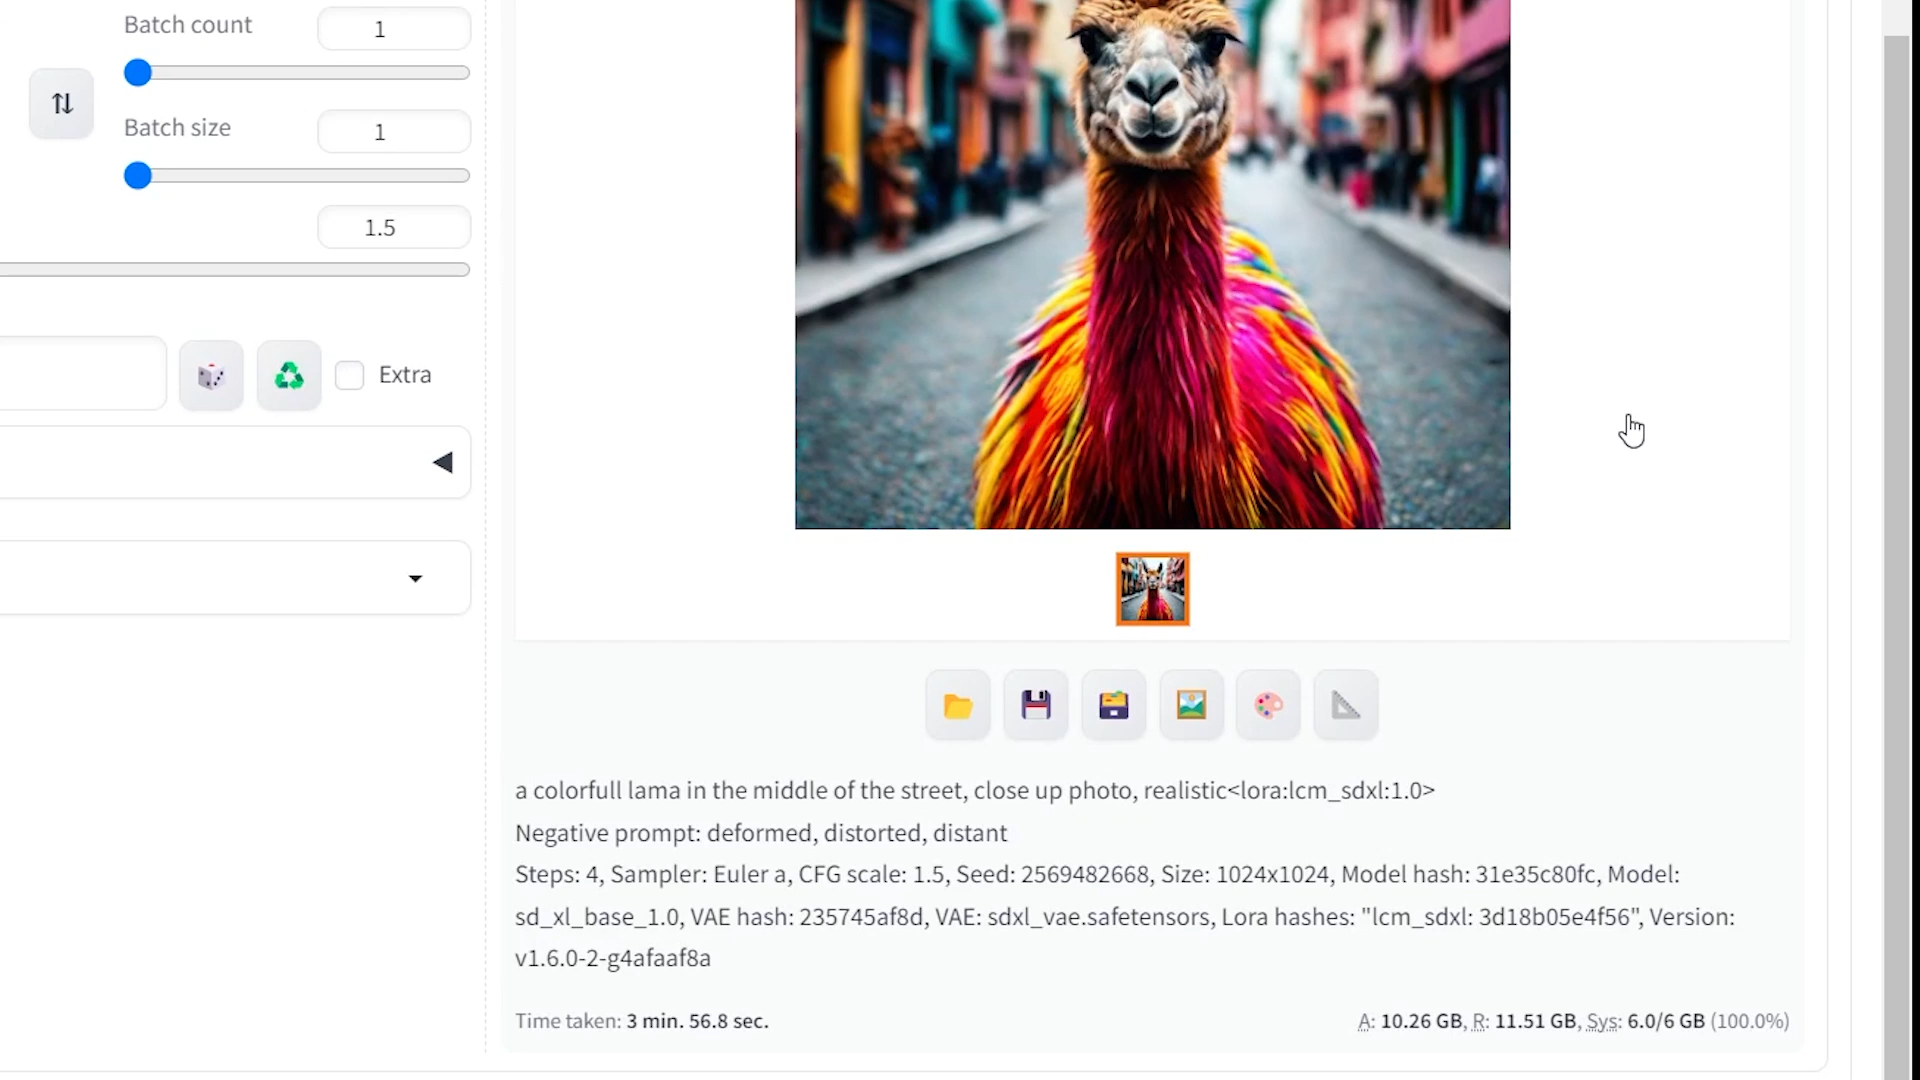 Batch count
1
Batch size
1
1.5
Extra
a colorfull lama in the middle of the street, close up photo, realistic<lora:lcm_sdxl:1.0>
Negative prompt: deformed, distorted, distant
Steps: 4, Sampler: Euler a, CFG scale: 1.5, Seed: 2569482668, Size: 1024x1024, Model hash: 31e35c80fc, Model:
sd_xl_base_1.0, VAE hash: 235745af8d, VAE: sdxl_vae.safetensors, Lora hashes: "lcm_sdxl: 3d18b05e4f56", Version:
v1.6.0-2-g4afaaf8a
Time taken: 3 min. 56.8 sec.
A: 10.26 GB, R: 11.51 GB, Sys: 6.0/6 GB (100.0%)